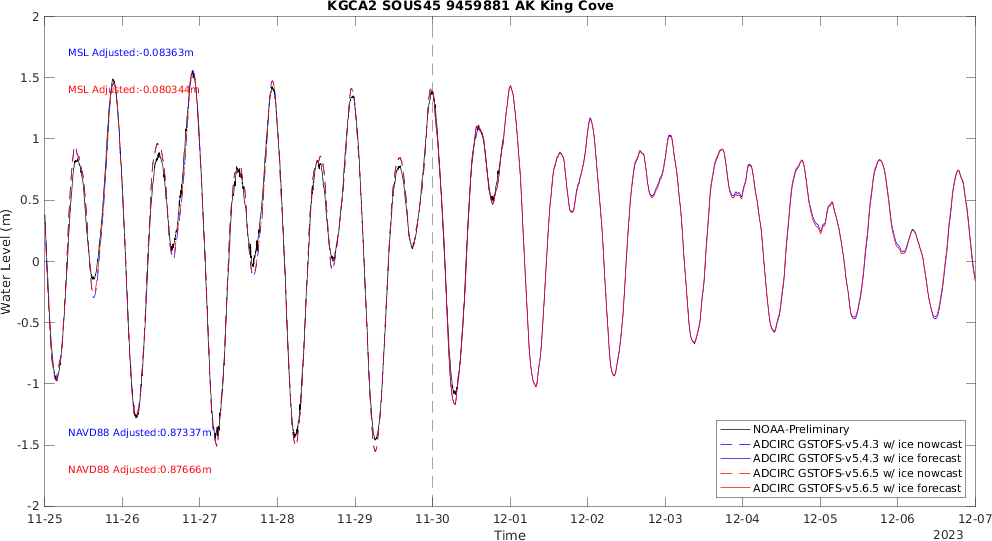 KGCA2 SOUS45 9459881 AK King Cove
MSL Adjusted:-0.08363m
MSL Adjusted:-0.080344m
NAVD88 Adjusted:0.87337m
NAVD88 Adjusted:0.87666m
Water Level (m)
2
1.5
1
0.5
0
-0.5
-1
-1.5
-2
NOAA-Preliminary
ADCIRC GSTOFS-v5.4.3 w/ ice nowcast
ADCIRC GSTOFS-v5.4.3 w/ ice forecast
ADCIRC GSTOFS-v5.6.5 w/ ice nowcast
ADCIRC GSTOFS-v5.6.5 w/ ice forecast
11-25 11-26 11-27 11-28 11-29 11-30 12-01 12-02 12-03 12-04 12-05 12-06 12-07
Time
2023